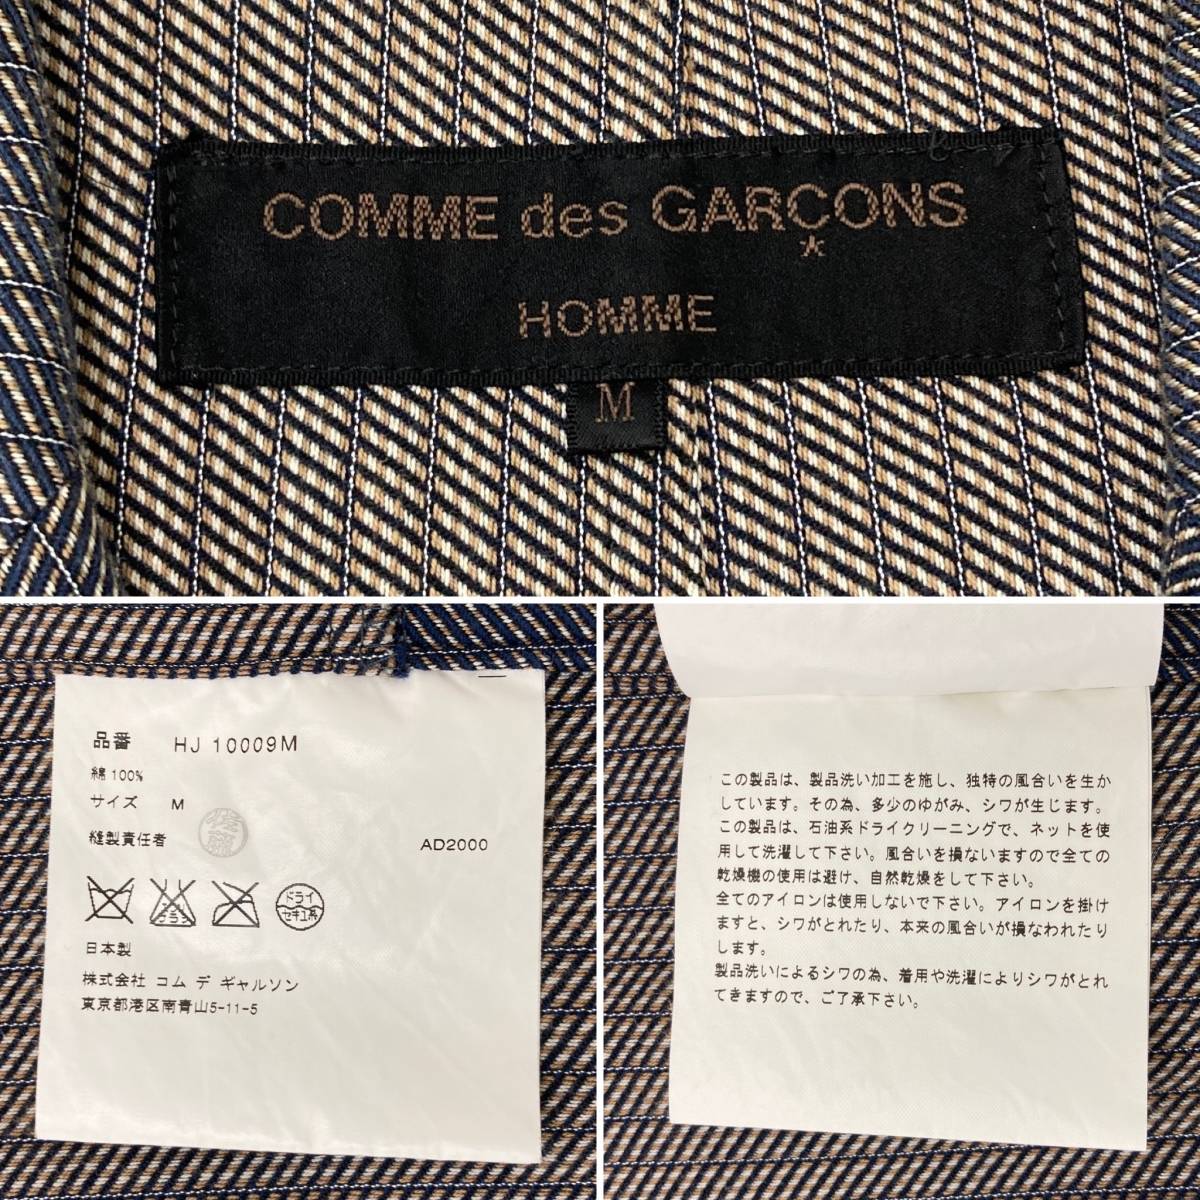 COMME des GARÇONS
HOMME
M
品番 HJ 10009M
綿 100%
サイズ M
縫製責任者 佐藤 AD2000
エンソサラシ
ドライ
セキユ系
日本製
株式会社 コム デ ギャルソン
東京都港区南青山5-11-5
この製品は、製品洗い加工を施し、独特の風合いを生か
しています。その為、多少のゆがみ、シワが生じます。
この製品は、石油系ドライクリーニングで、ネットを使
用して洗濯して下さい。風合いを損ないますので全ての
乾燥機の使用は避け、自然乾燥をして下さい。
全てのアイロンは使用しないで下さい。アイロンを掛け
ますと、シワがとれたり、本来の風合いが損なわれたり
します。
製品洗いによるシワの為、着用や洗濯によりシワがとれ
てきますので、ご了承下さい。